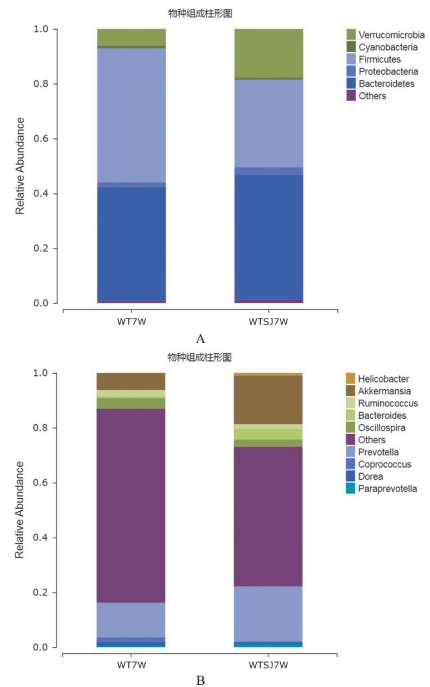 物种组成柱形图
Relative Abundance
1.0
0.8
0.6
0.4
0.2
0.0
WT7W
WTSJ7W
Verrucomicrobia
Cyanobacteria
Firmicutes
Proteobacteria
Bacteroidetes
Others
A
物种组成柱形图
Relative Abundance
1.0
0.8
0.6
0.4
0.2
0.0
WT7W
WTSJ7W
Helicobacter
Akkermansia
Ruminococcus
Bacteroides
Oscillospira
Others
Prevotella
Coprococcus
Dorea
Paraprevotella
B